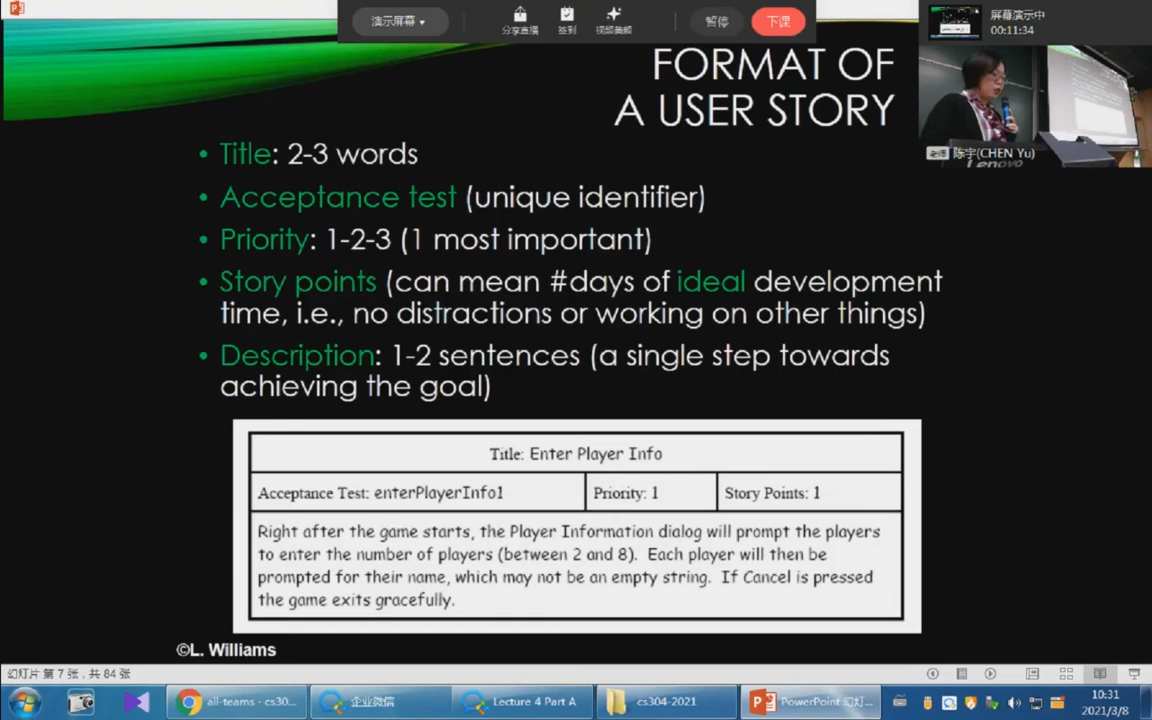 演示屏幕
分享直播
签到
视频美颜
暂停
下课
屏幕演示中
00:11:34
老师 陈宇(CHEN Yu)
Lenovo
FORMAT OF
A USER STORY
• Title: 2-3 words
• Acceptance test (unique identifier)
• Priority: 1-2-3 (1 most important)
• Story points (can mean #days of ideal development
time, i.e., no distractions or working on other things)
• Description: 1-2 sentences (a single step towards
achieving the goal)
Title: Enter Player Info
Acceptance Test: enterPlayerInfo1
Priority: 1
Story Points: 1
Right after the game starts, the Player Information dialog will prompt the players
to enter the number of players (between 2 and 8). Each player will then be
prompted for their name, which may not be an empty string. If Cancel is pressed
the game exits gracefully.
©L. Williams
幻灯片 第 7 张，共 84 张
all-teams - cs30...
企业微信
Lecture 4 Part A
cs304-2021
PowerPoint 幻灯...
10:31
2021/3/8